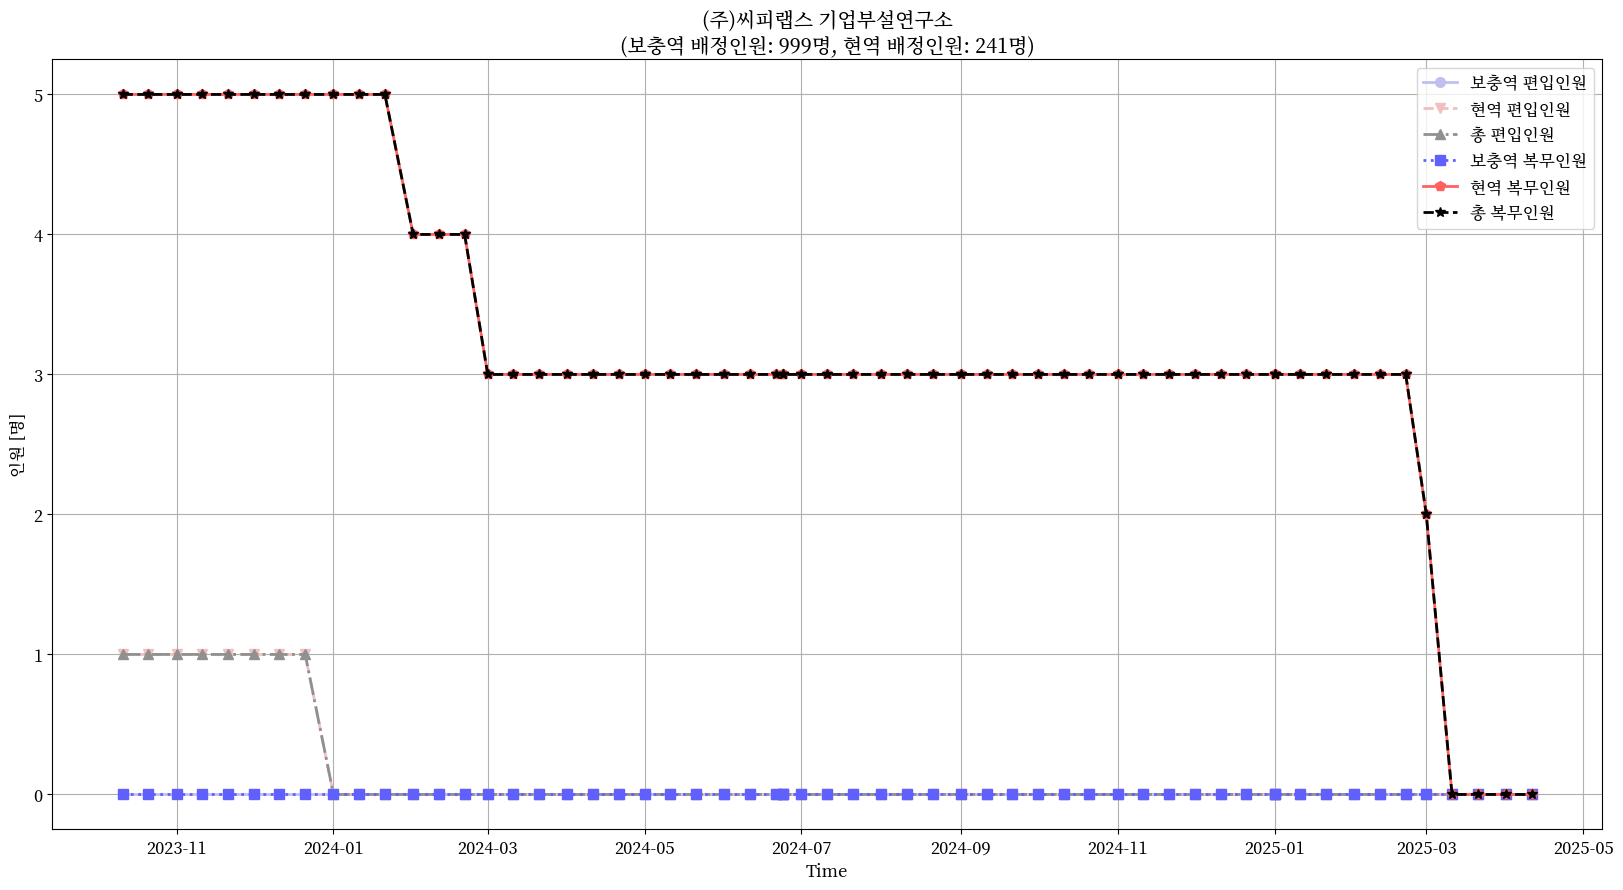 (주)씨피랩스 기업부설연구소
(보충역 배정인원: 999명, 현역 배정인원: 241명)
보충역 편입인원
현역 편입인원
총 편입인원
보충역 복무인원
현역 복무인원
총 복무인원
인원 [명]
5
4
3
2
1
0
2023-11
2024-01
2024-03
2024-05
2024-07
2024-09
2024-11
2025-01
2025-03
2025-05
Time